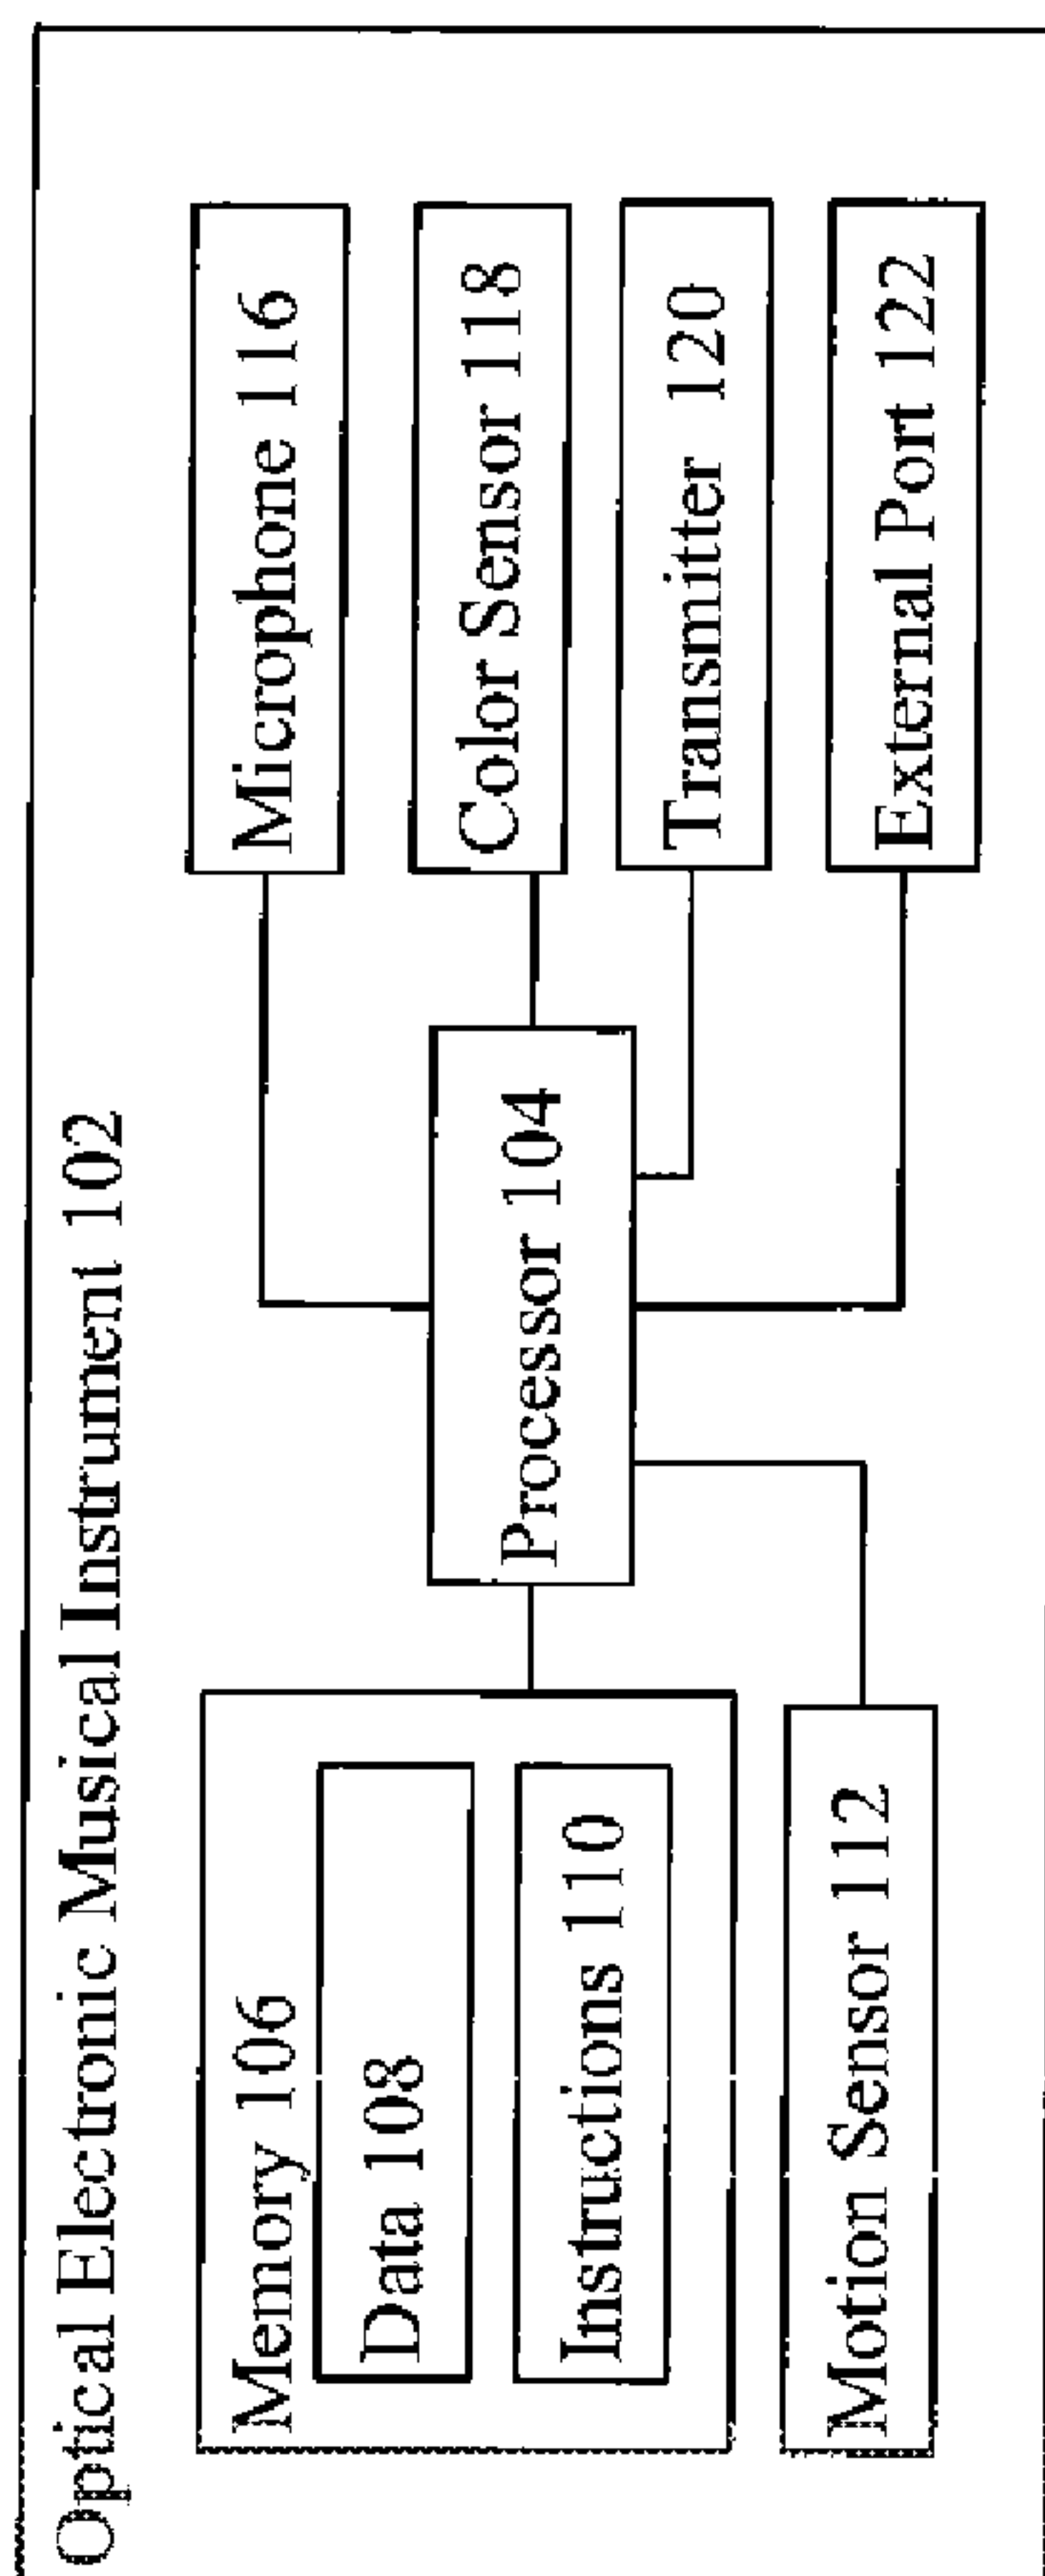 Optical Electronic Musical Instrument 102
Memory 106
Data 108
Instructions 110
Motion Sensor 112
Processor 104
Microphone 116
Color Sensor 118
Transmitter 120
External Port 122